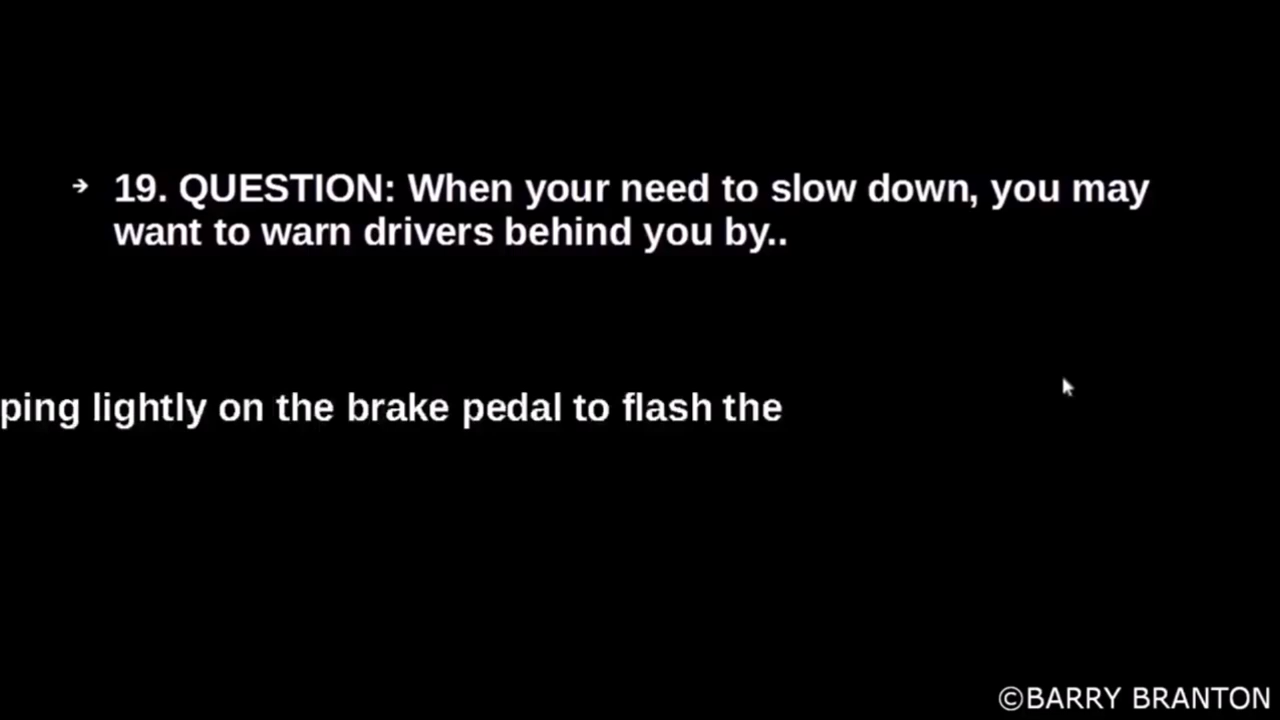 → 19. QUESTION: When your need to slow down, you may
want to warn drivers behind you by..
ping lightly on the brake pedal to flash the
©BARRY BRANTON